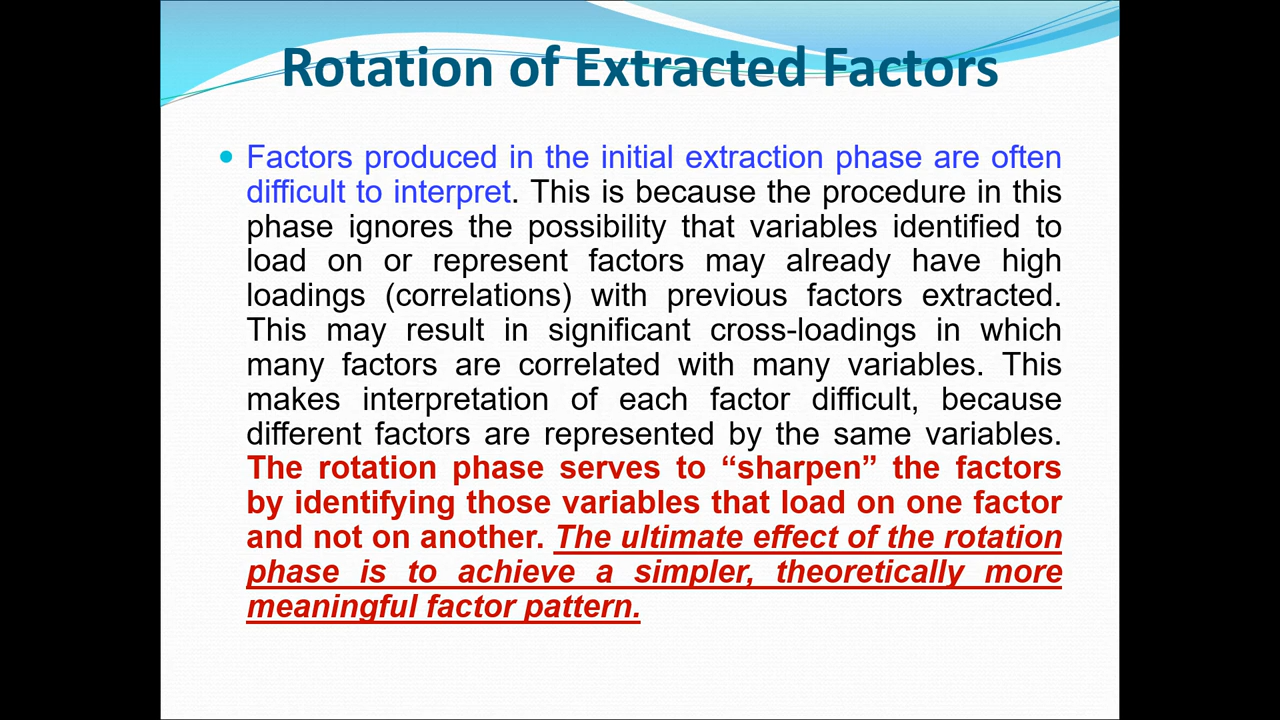 Rotation of Extracted Factors
• Factors produced in the initial extraction phase are often
difficult to interpret. This is because the procedure in this
phase ignores the possibility that variables identified to
load on or represent factors may already have high
loadings (correlations) with previous factors extracted.
This may result in significant cross-loadings in which
many factors are correlated with many variables. This
makes interpretation of each factor difficult, because
different factors are represented by the same variables.
The rotation phase serves to “sharpen” the factors
by identifying those variables that load on one factor
and not on another. The ultimate effect of the rotation
phase is to achieve a simpler, theoretically more
meaningful factor pattern.